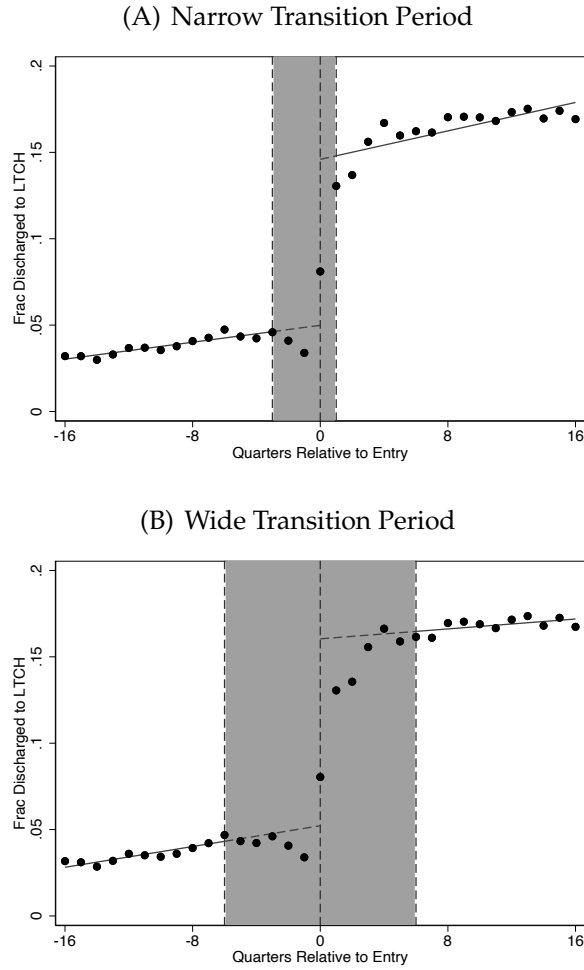 (A) Narrow Transition Period
Frac Discharged to LTCH
.2
.15
.1
.05
0
-16 -8 0 8 16
Quarters Relative to Entry
(B) Wide Transition Period
Frac Discharged to LTCH
.2
.15
.1
.05
0
-16 -8 0 8 16
Quarters Relative to Entry